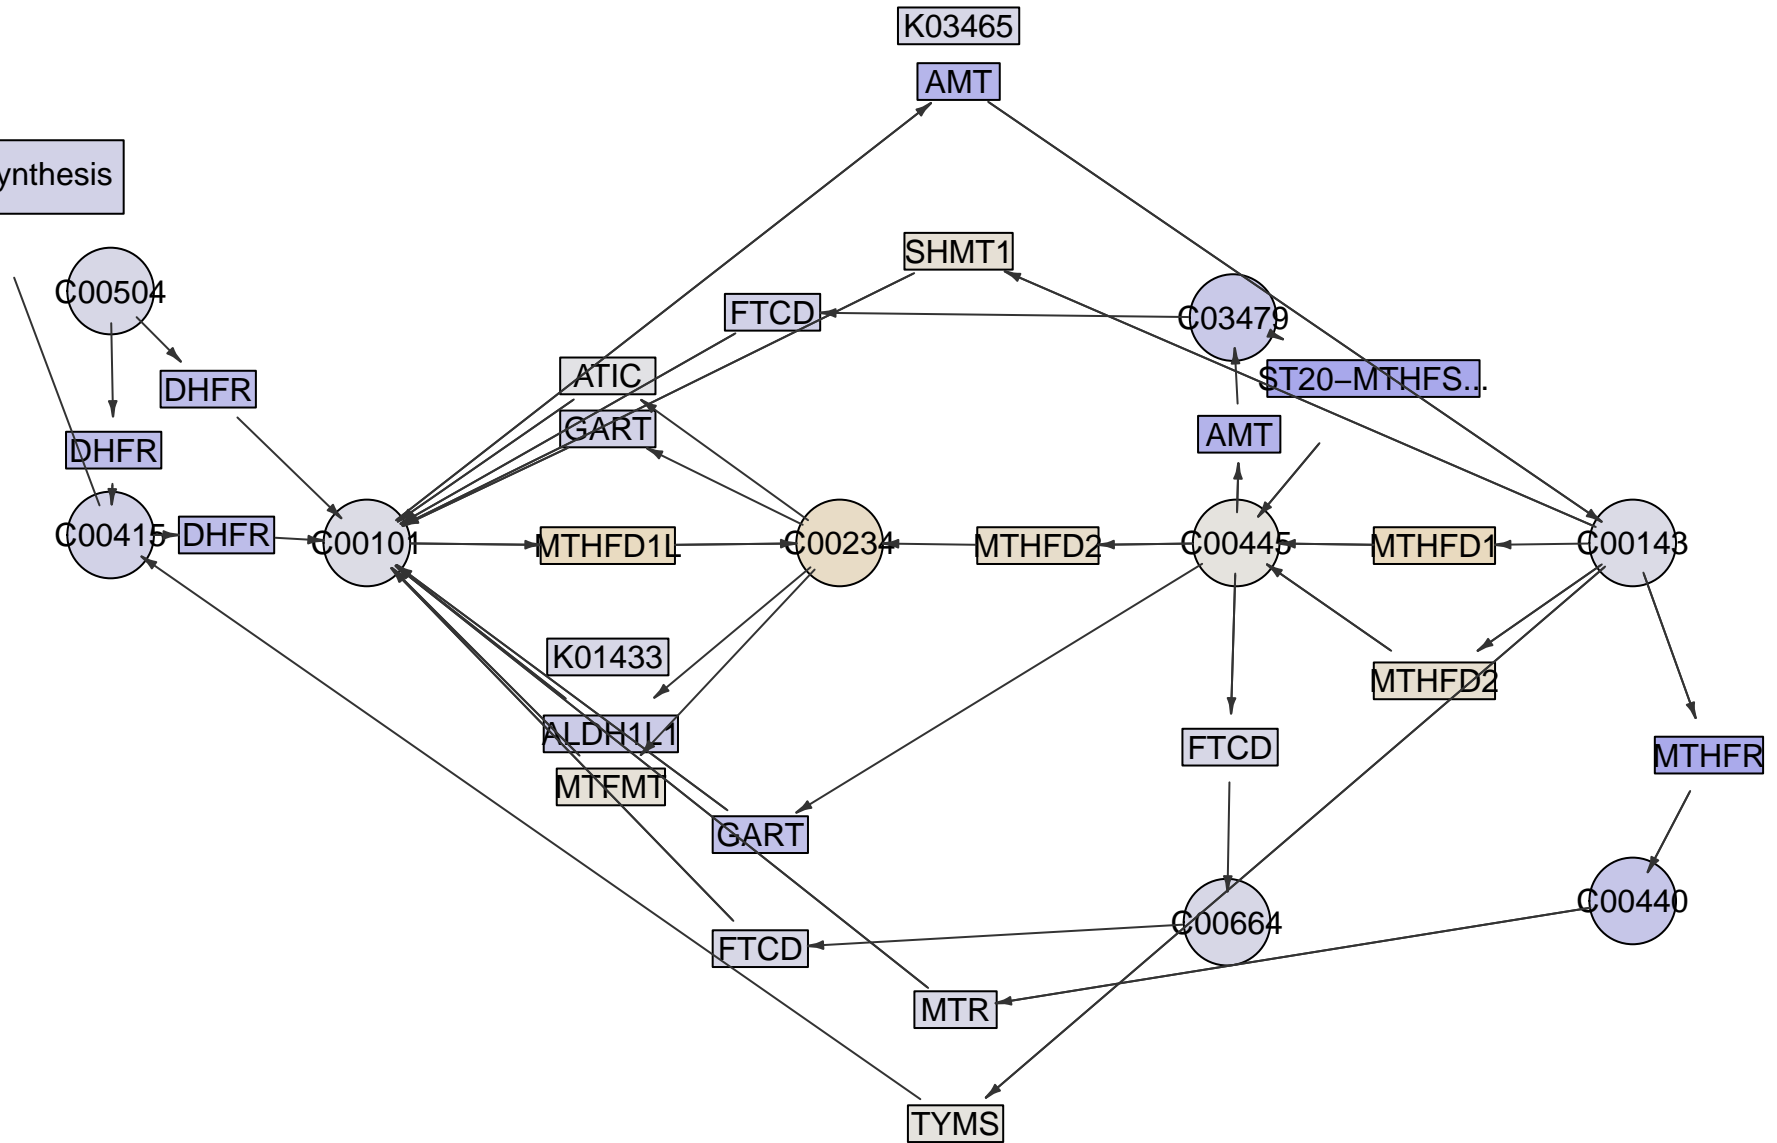 K03465
AMT
ynthesis
SHMT1
C00504
FTCD
C03479
ATIC
DHFR
ST20−MTHFS...
GART
AMT
DHFR
C00415
DHFR
C00101
MTHFD1L
C00234
MTHFD2
C00445
MTHFD1
C00143
K01433
MTHFD2
ALDH1L1
FTCD
MTHFR
MTFMT
GART
C00440
C00664
FTCD
MTR
TYMS